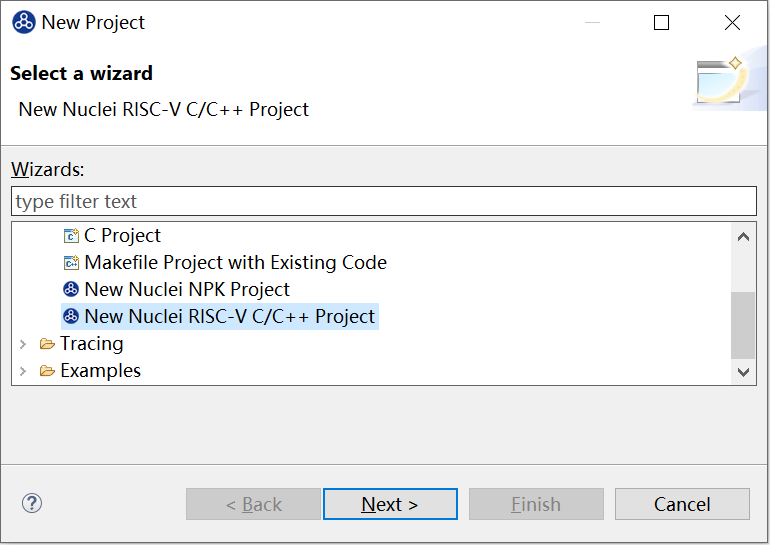 New Project
Select a wizard
New Nuclei RISC-V C/C++ Project
Wizards:
type filter text
C Project
Makefile Project with Existing Code
New Nuclei NPK Project
New Nuclei RISC-V C/C++ Project
Tracing
Examples
< Back Next > Finish Cancel